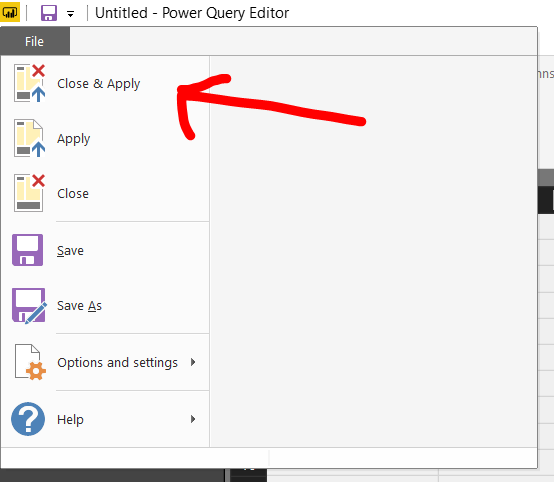 Untitled - Power Query Editor
File
Close & Apply
Apply
Close
Save
Save As
Options and settings
Help